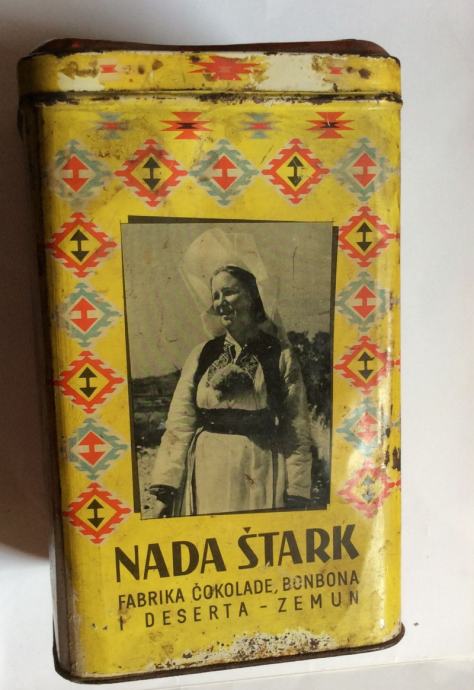 NADA ŠTARK
FABRIKA ČOKOLADE, BONBONA
I DESERTA - ZEMUN